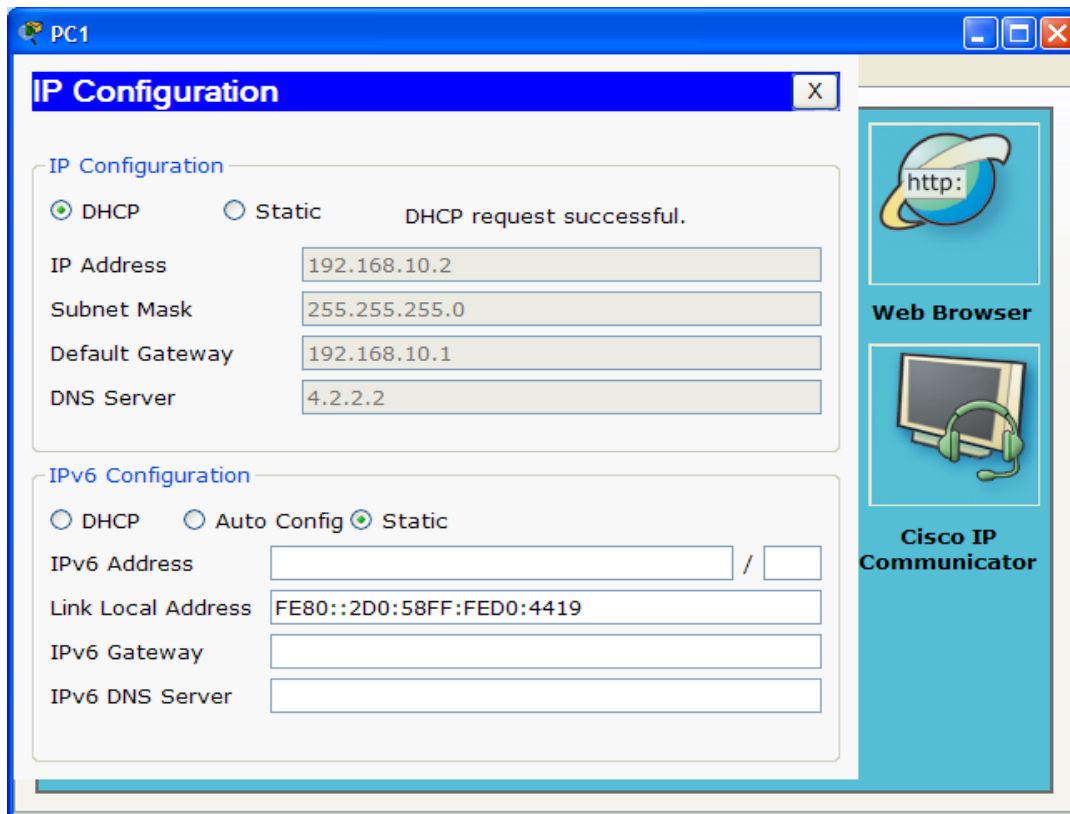 PC1
IP Configuration X
IP Configuration
DHCP Static DHCP request successful.
IP Address 192.168.10.2
Subnet Mask 255.255.255.0
Default Gateway 192.168.10.1
DNS Server 4.2.2.2
IPv6 Configuration
DHCP Auto Config Static
IPv6 Address /
Link Local Address FE80::2D0:58FF:FED0:4419
IPv6 Gateway
IPv6 DNS Server
http:
Web Browser
Cisco IP
Communicator